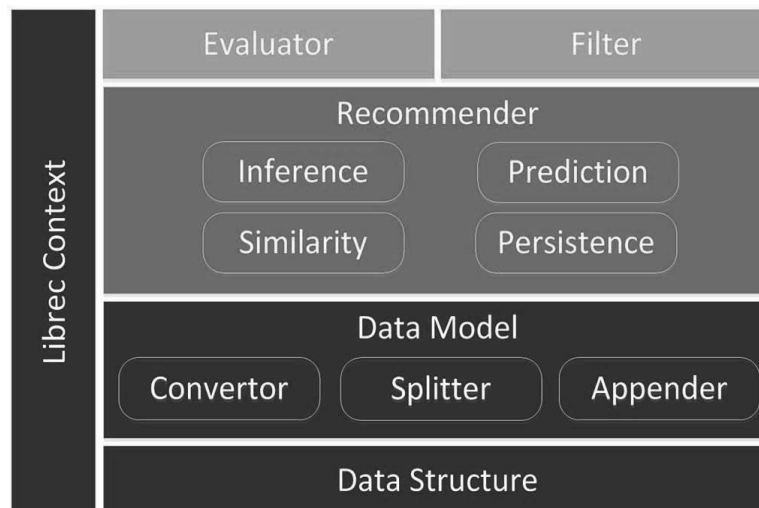 Librec Context
Evaluator
Filter
Recommender
Inference
Prediction
Similarity
Persistence
Data Model
Convertor
Splitter
Appender
Data Structure